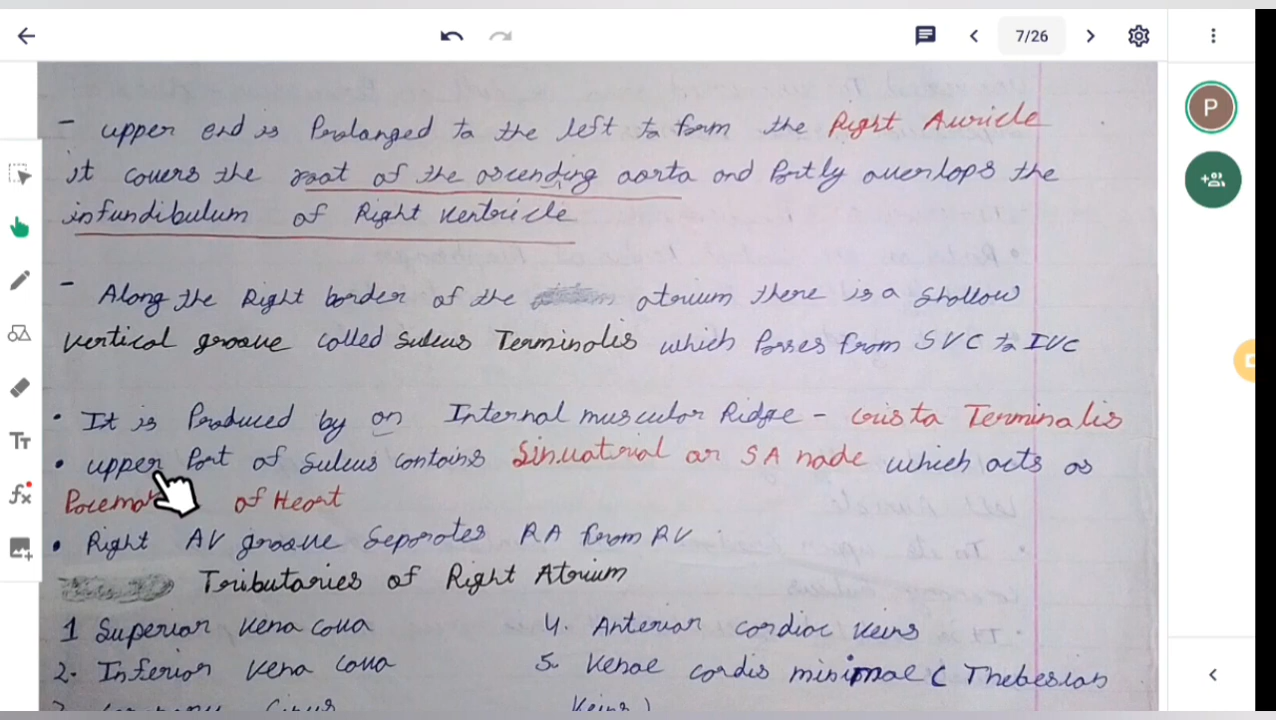 7/26
P
- upper end is Prolanged to the left to form the Right Auricle
it covers the root of the ascending aorta and Partly overlaps the
infundibulum of Right ventricle
- Along the Right border of the atrium there is a Shallow
vertical groove called Sulcus Terminalis which Passes from SVC to IVC
• It is Produced by an Internal muscular Ridge - Crista Terminalis
• upper Part of Sulcus contains Sinuatrial or SA node which acts as
of Heart
• Right AV groove Separates RA from RV
Tributaries of Right Atrium
1 Superior vena cava
2. Inferior vena cava
4. Anterior cardiac veins
5. Venae cordis minimae ( Thebesian
Veins )
Tт
fx